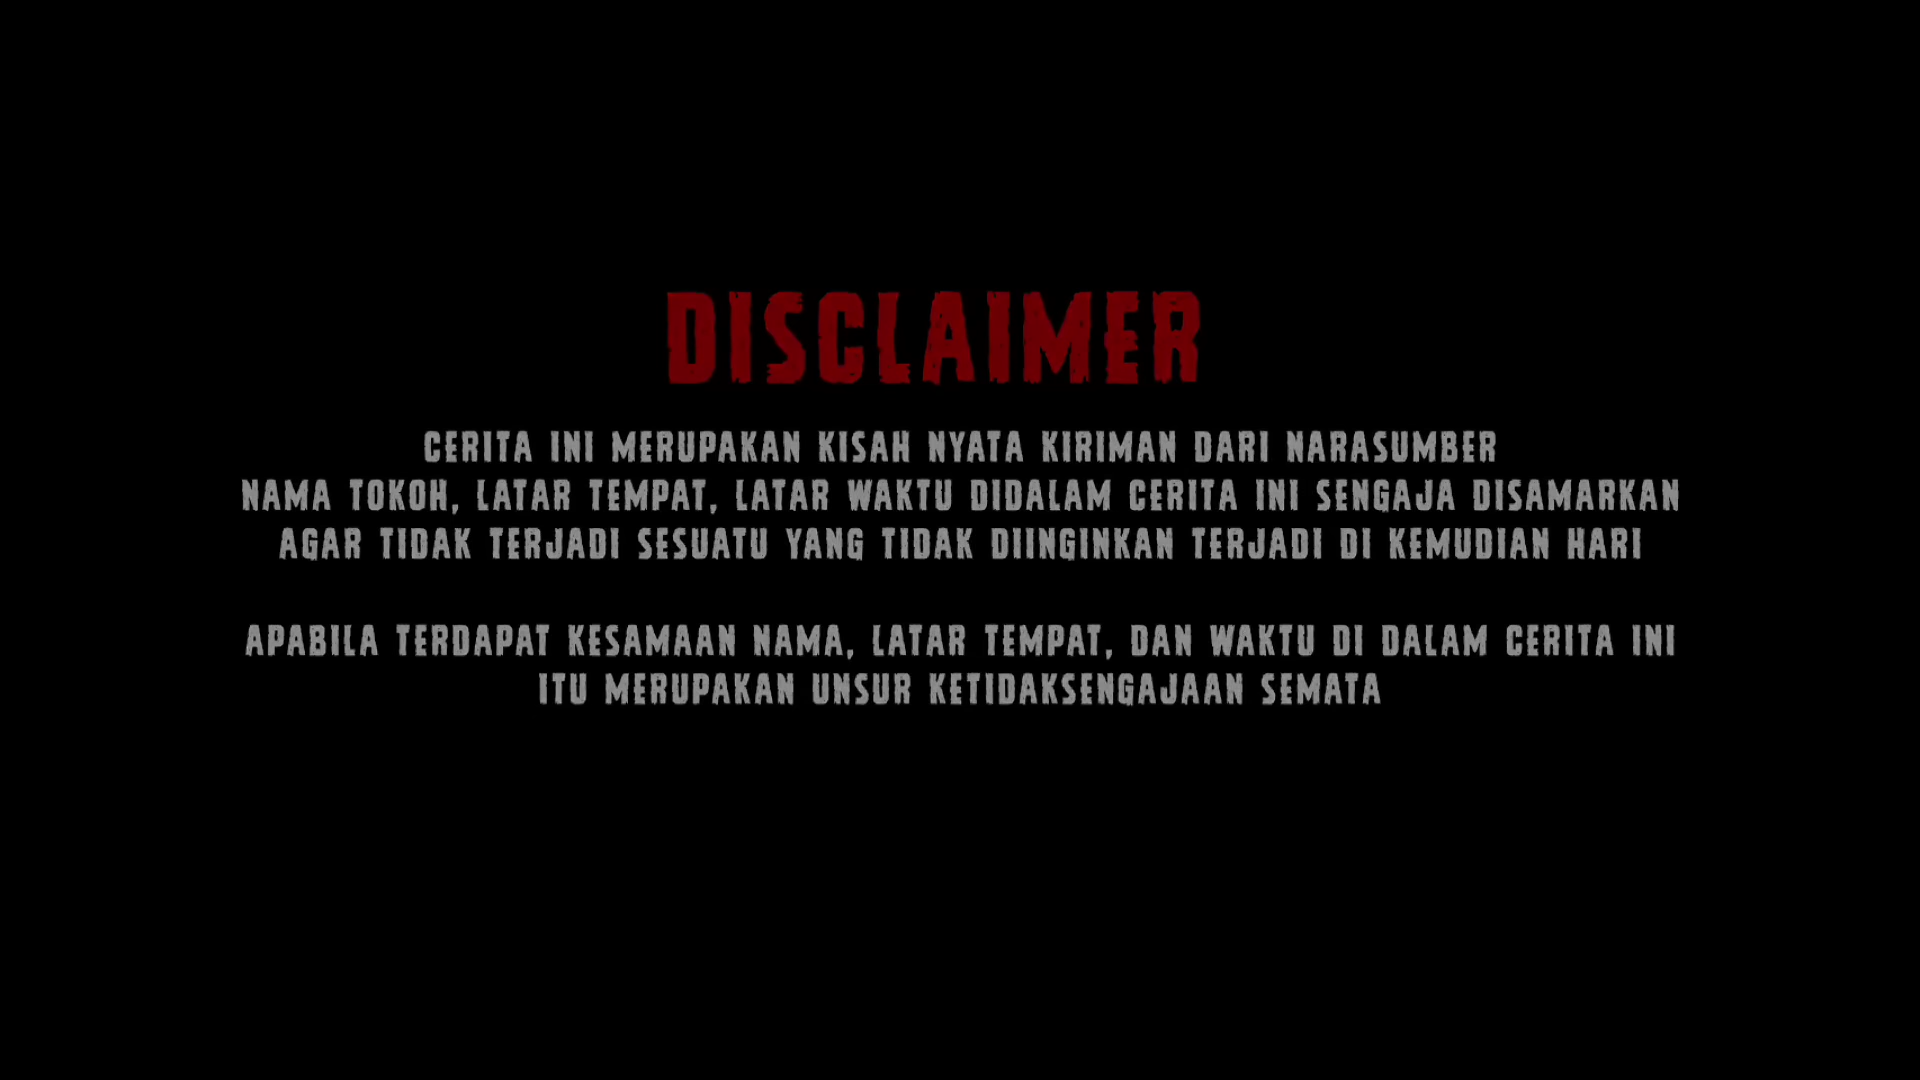 DISCLAIMER
CERITA INI MERUPAKAN KISAH NYATA KIRIMAN DARI NARASUMBER
NAMA TOKOH, LATAR TEMPAT, LATAR WAKTU DIDALAM CERITA INI SENGAJA DISAMARKAN
AGAR TIDAK TERJADI SESUATU YANG TIDAK DIINGINKAN TERJADI DI KEMUDIAN HARI
APABILA TERDAPAT KESAMAAN NAMA, LATAR TEMPAT, DAN WAKTU DI DALAM CERITA INI
ITU MERUPAKAN UNSUR KETIDAKSENGAJAAN SEMATA